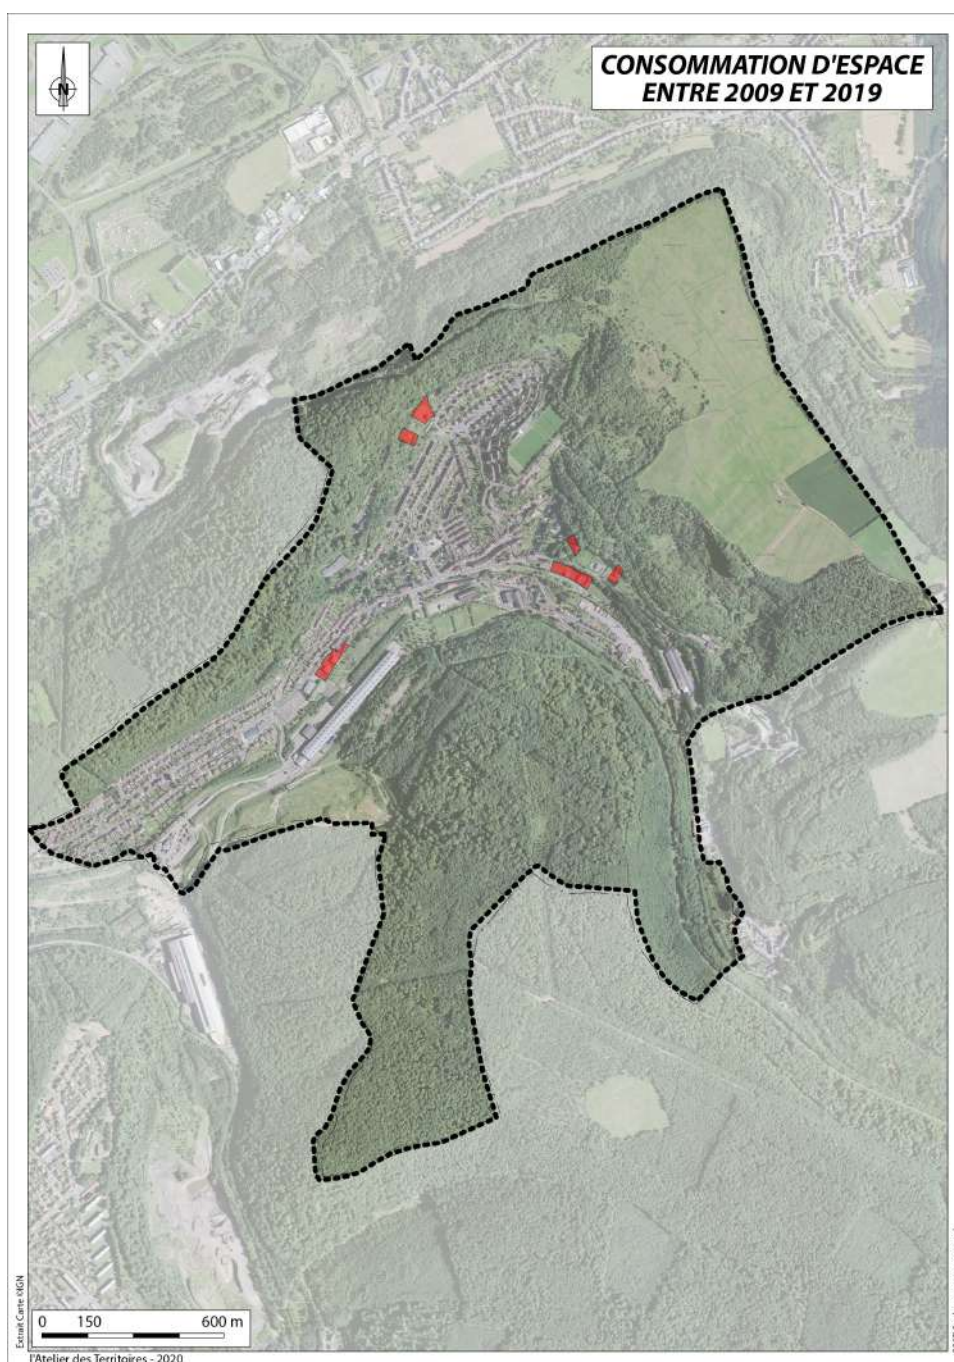 N
CONSOMMATION D'ESPACE
ENTRE 2009 ET 2019
Extrait Carte ©IGN
0 150 600 m
l'Atelier des Territoires - 2020